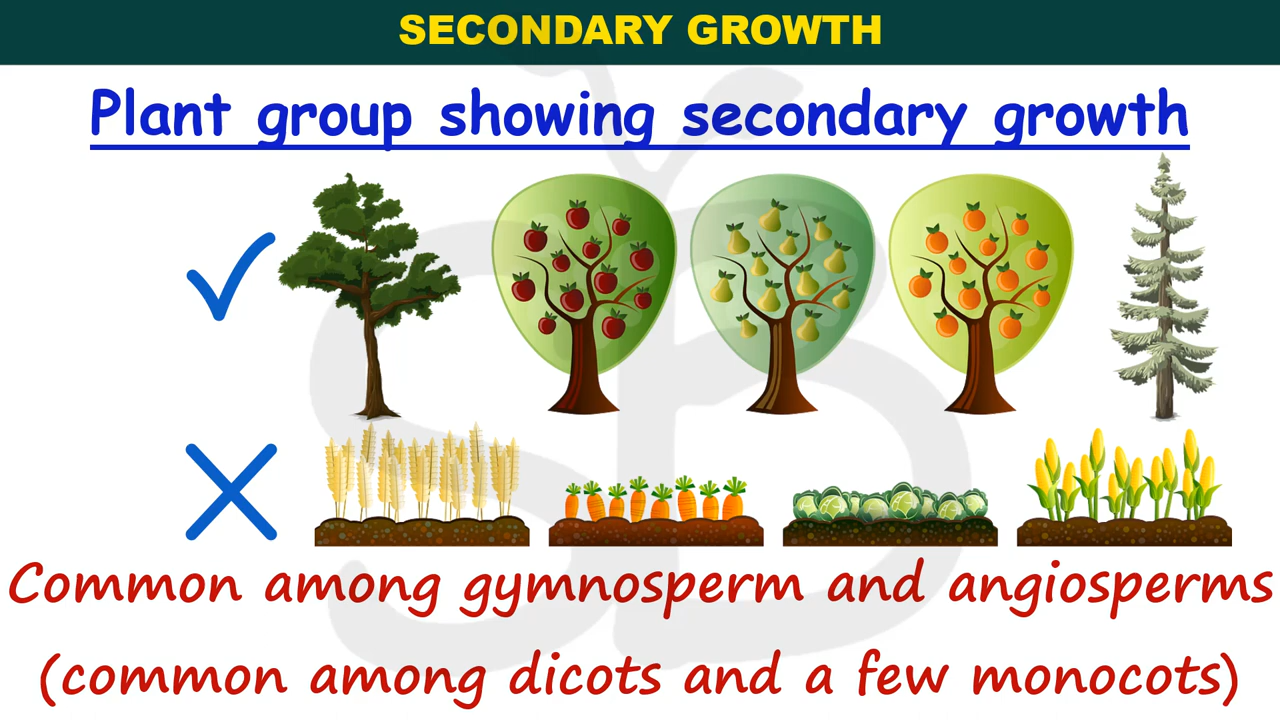 SECONDARY GROWTH
Plant group showing secondary growth
Common among gymnosperm and angiosperms
(common among dicots and a few monocots)